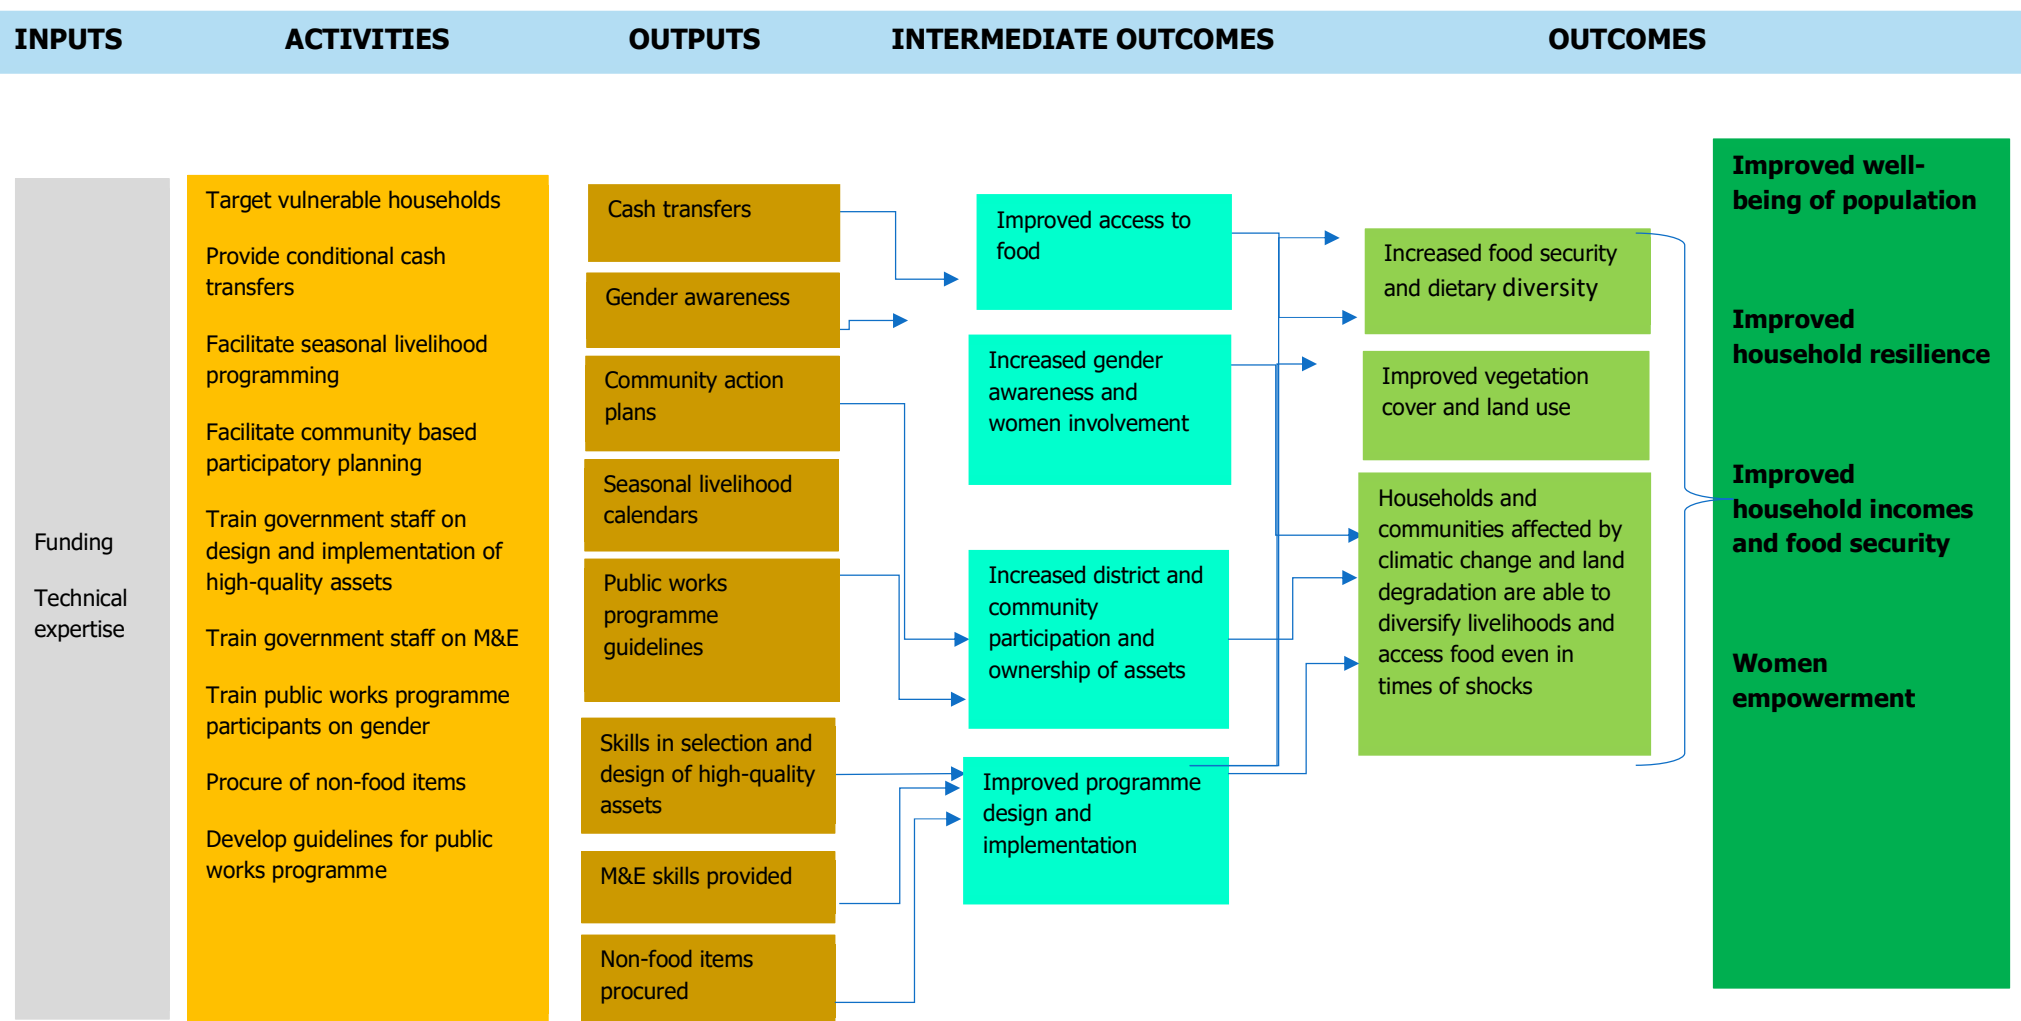 INPUTS
ACTIVITIES
OUTPUTS
INTERMEDIATE OUTCOMES
OUTCOMES
Funding
Technical
expertise
Target vulnerable households
Provide conditional cash
transfers
Facilitate seasonal livelihood
programming
Facilitate community based
participatory planning
Train government staff on
design and implementation of
high-quality assets
Train government staff on M&E
Train public works programme
participants on gender
Procure of non-food items
Develop guidelines for public
works programme
Cash transfers
Gender awareness
Community action
plans
Seasonal livelihood
calendars
Public works
programme
guidelines
Skills in selection and
design of high-quality
assets
M&E skills provided
Non-food items
procured
Improved access to
food
Increased gender
awareness and
women involvement
Increased district and
community
participation and
ownership of assets
Improved programme
design and
implementation
Increased food security
and dietary diversity
Improved vegetation
cover and land use
Households and
communities affected by
climatic change and land
degradation are able to
diversify livelihoods and
access food even in
times of shocks
Improved well-
being of population
Improved
household resilience
Improved
household incomes
and food security
Women
empowerment